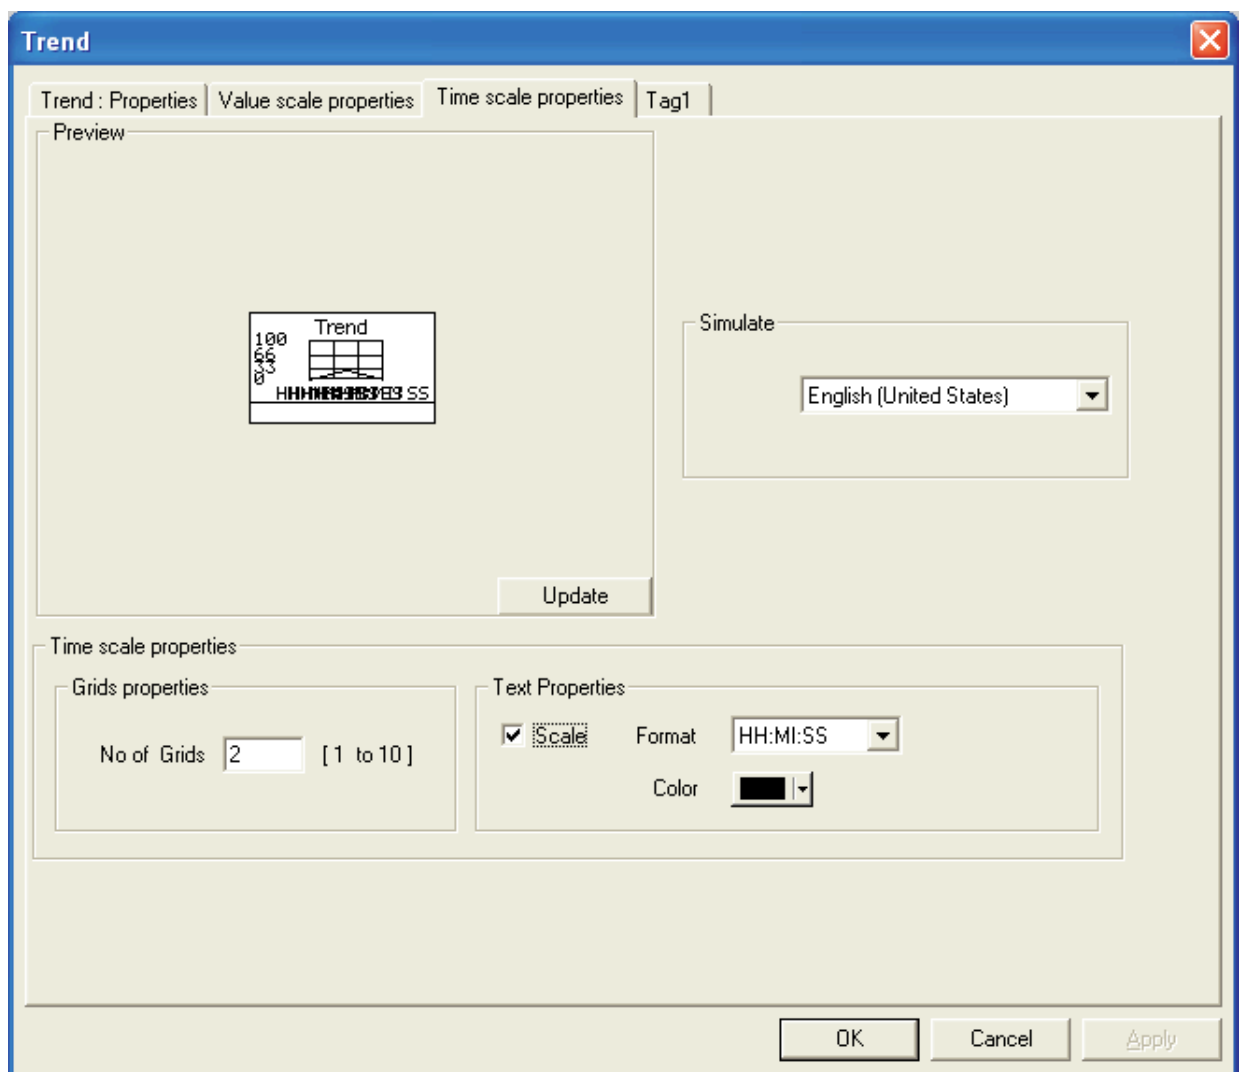 Trend
Trend : Properties Value scale properties Time scale properties Tag1
Preview
Trend
100
66
33
0
SS
Simulate
English (United States)
Update
Time scale properties
Grids properties
No of Grids 2 [ 1 to 10 ]
Text Properties
Scale Format HH:MI:SS
Color
OK Cancel Apply